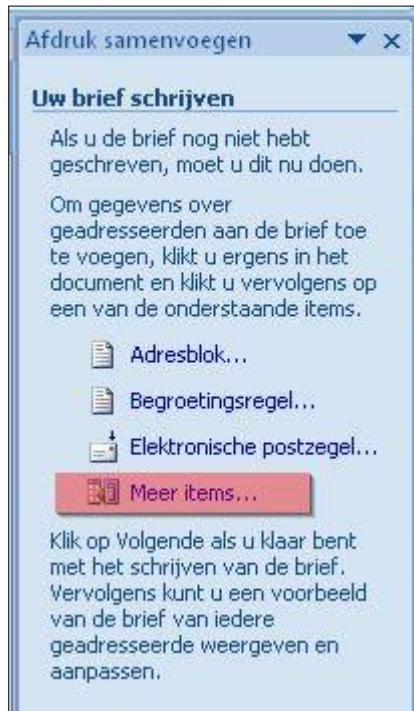 Afdruk samenvoegen
Uw brief schrijven
Als u de brief nog niet hebt
geschreven, moet u dit nu doen.
Om gegevens over
geadresseerden aan de brief toe
te voegen, klikt u ergens in het
document en klikt u vervolgens op
een van de onderstaande items.
Adresblok...
Begroetingsregel...
Elektronische postzegel...
Meer items...
Klik op Volgende als u klaar bent
met het schrijven van de brief.
Vervolgens kunt u een voorbeeld
van de brief van iedere
geadresseerde weergeven en
aanpassen.